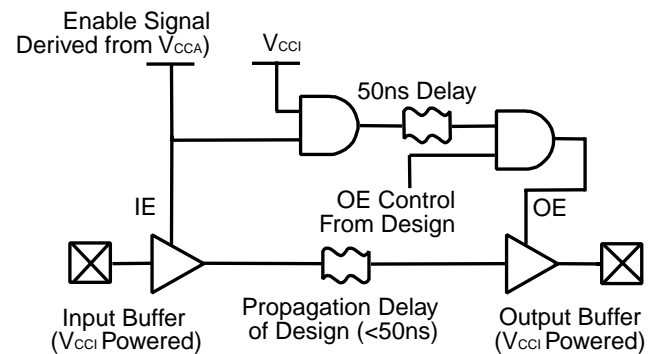 Enable Signal
Derived from VCCA)
VCCI
50ns Delay
OE Control
From Design
IE
OE
Propagation Delay
of Design (<50ns)
Input Buffer
(VCCI Powered)
Output Buffer
(VCCI Powered)